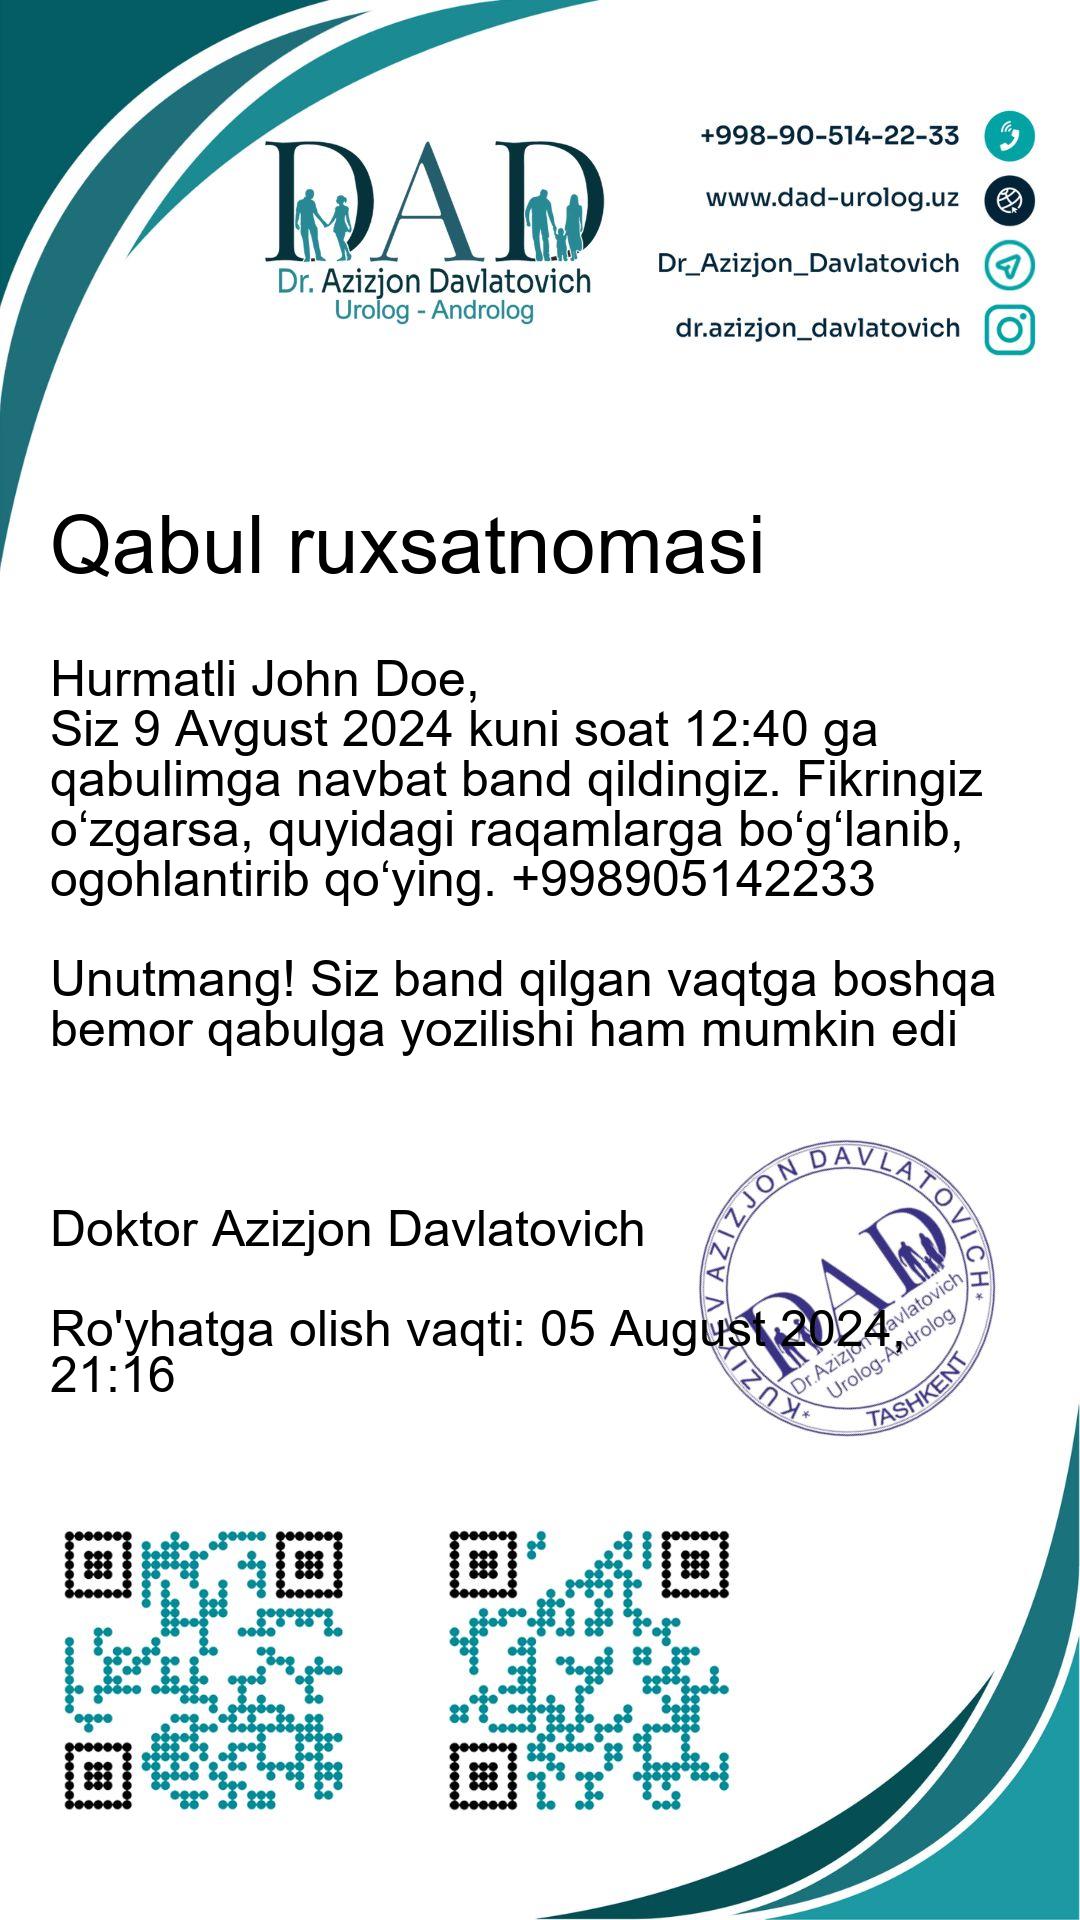 DAD
Dr. Azizjon Davlatovich
Urolog - Androlog
+998-90-514-22-33
www.dad-urolog.uz
Dr_Azizjon_Davlatovich
dr.azizjon_davlatovich
Qabul ruxsatnomasi
Hurmatli John Doe,
Siz 9 Avgust 2024 kuni soat 12:40 ga
qabulimga navbat band qildingiz. Fikringiz
o‘zgarsa, quyidagi raqamlarga bo‘g‘lanib,
ogohlantirib qo‘ying. +998905142233
Unutmang! Siz band qilgan vaqtga boshqa
bemor qabulga yozilishi ham mumkin edi
Doktor Azizjon Davlatovich
Ro'yhatga olish vaqti: 05 August 2024,
21:16
*KUZIYEV AZIZJON DAVLATOVICH*
DAD
Dr.Azizjon Davlatovich
Urolog-Androlog
TASHKENT